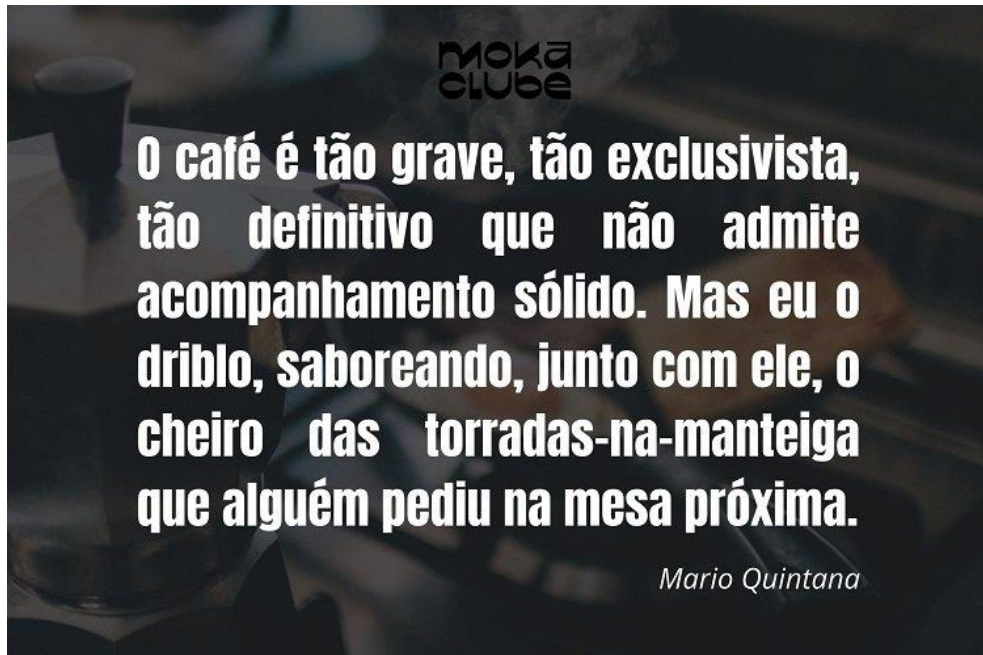 MOKA
CLUBE
O café é tão grave, tão exclusivista,
tão definitivo que não admite
acompanhamento sólido. Mas eu o
driblo, saboreando, junto com ele, o
cheiro das torradas-na-manteiga
que alguém pediu na mesa próxima.
Mario Quintana